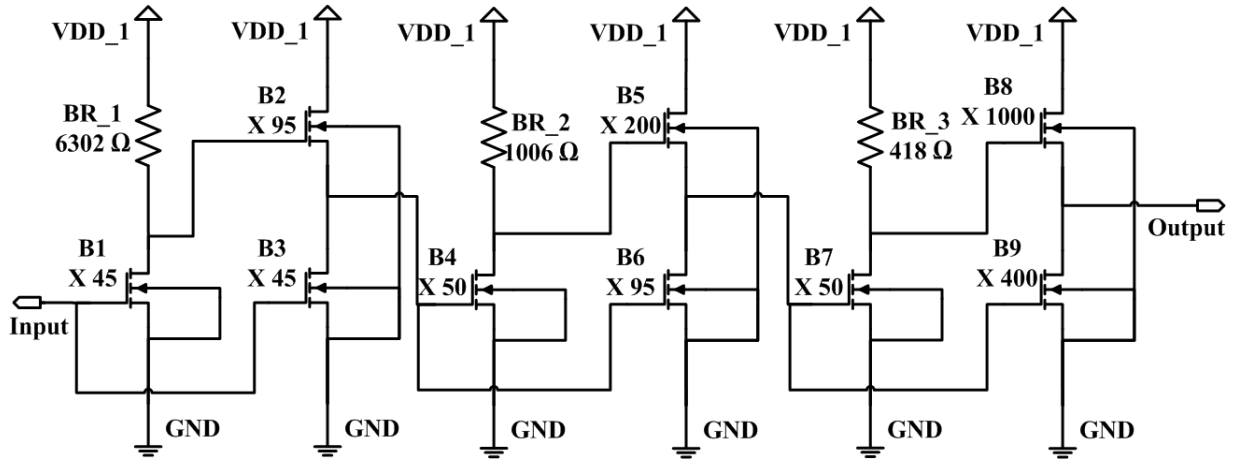 VDD_1
VDD_1
VDD_1
VDD_1
VDD_1
VDD_1
BR_1
6302 Ω
B2
X 95
BR_2
1006 Ω
B5
X 200
BR_3
418 Ω
B8
X 1000
B1
X 45
B3
X 45
B4
X 50
B6
X 95
B7
X 50
B9
X 400
Input
Output
GND
GND
GND
GND
GND
GND